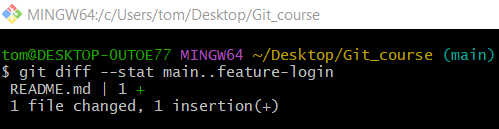 MINGW64:/c/Users/tom/Desktop/Git_course
tom@DESKTOP-OUTOE77 MINGW64 ~/Desktop/Git_course (main)
$ git diff --stat main..feature-login
 README.md | 1 +
 1 file changed, 1 insertion(+)